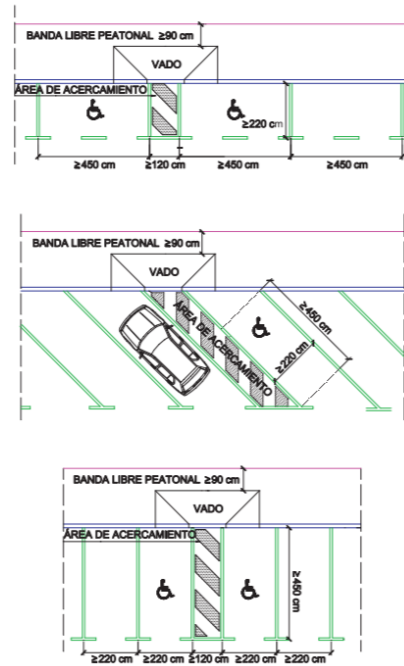 BANDA LIBRE PEATONAL ≥90 cm
VADO
ÁREA DE ACERCAMIENTO
≥220 cm
≥450 cm ≥120 cm ≥450 cm ≥450 cm
BANDA LIBRE PEATONAL ≥90 cm
VADO
ÁREA DE ACERCAMIENTO
≥450 cm
≥220 cm
BANDA LIBRE PEATONAL ≥90 cm
VADO
ÁREA DE ACERCAMIENTO
≥450 cm
≥220 cm ≥220 cm ≥120 cm ≥220 cm ≥220 cm